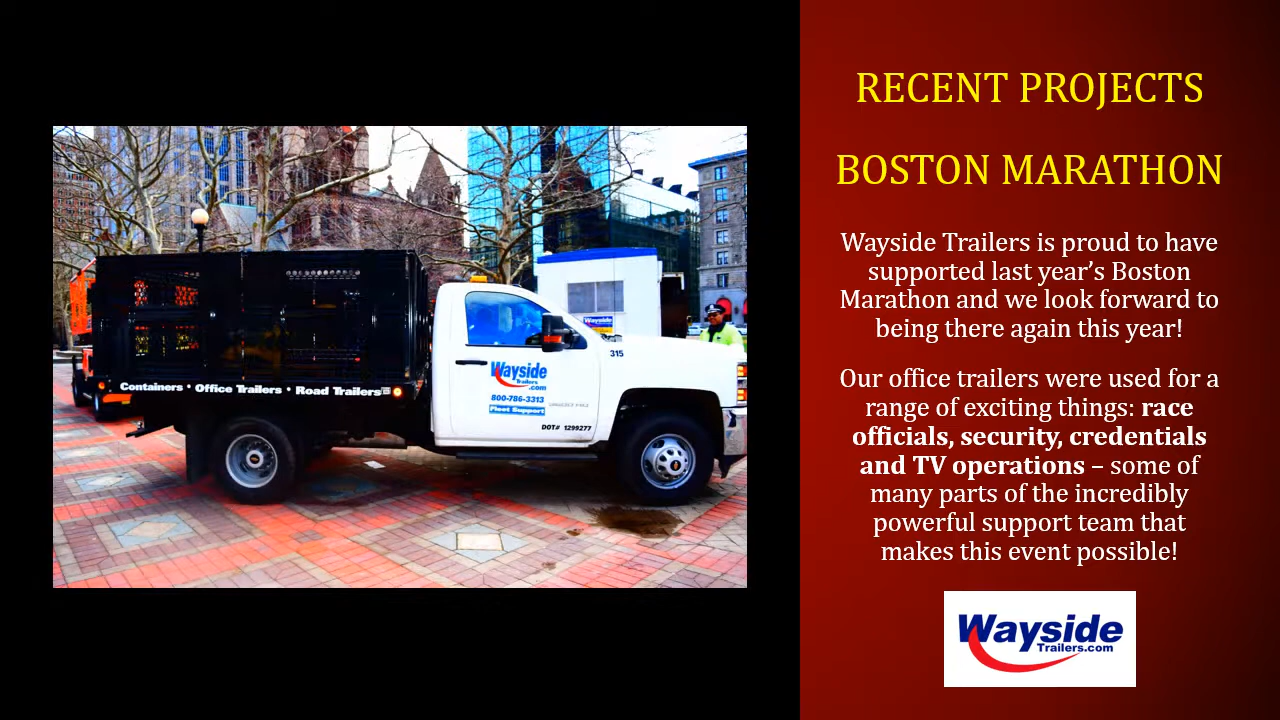 RECENT PROJECTS
BOSTON MARATHON
Wayside Trailers is proud to have
supported last year’s Boston
Marathon and we look forward to
being there again this year!
Our office trailers were used for a
range of exciting things: race
officials, security, credentials
and TV operations – some of
many parts of the incredibly
powerful support team that
makes this event possible!
Wayside
Trailers.com
Containers • Office Trailers • Road Trailers
315
Wayside
Trailers
.com
800-786-3313
Fleet Support
DOT# 1299277
Wayside